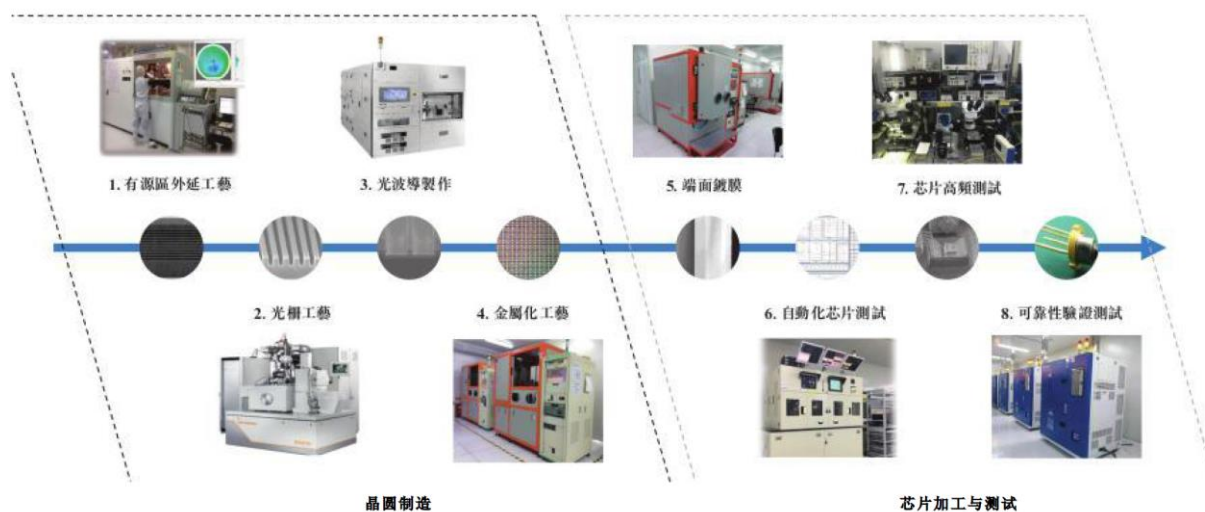 1. 有源區外延工藝
3. 光波導製作
5. 端面鍍膜
7. 芯片高頻測試
2. 光柵工藝
4. 金屬化工藝
6. 自動化芯片測試
8. 可靠性驗證測試
晶圆制造
芯片加工与测试